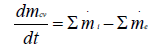 dm_cv/dt = Σ ṁ_i − Σ ṁ_e